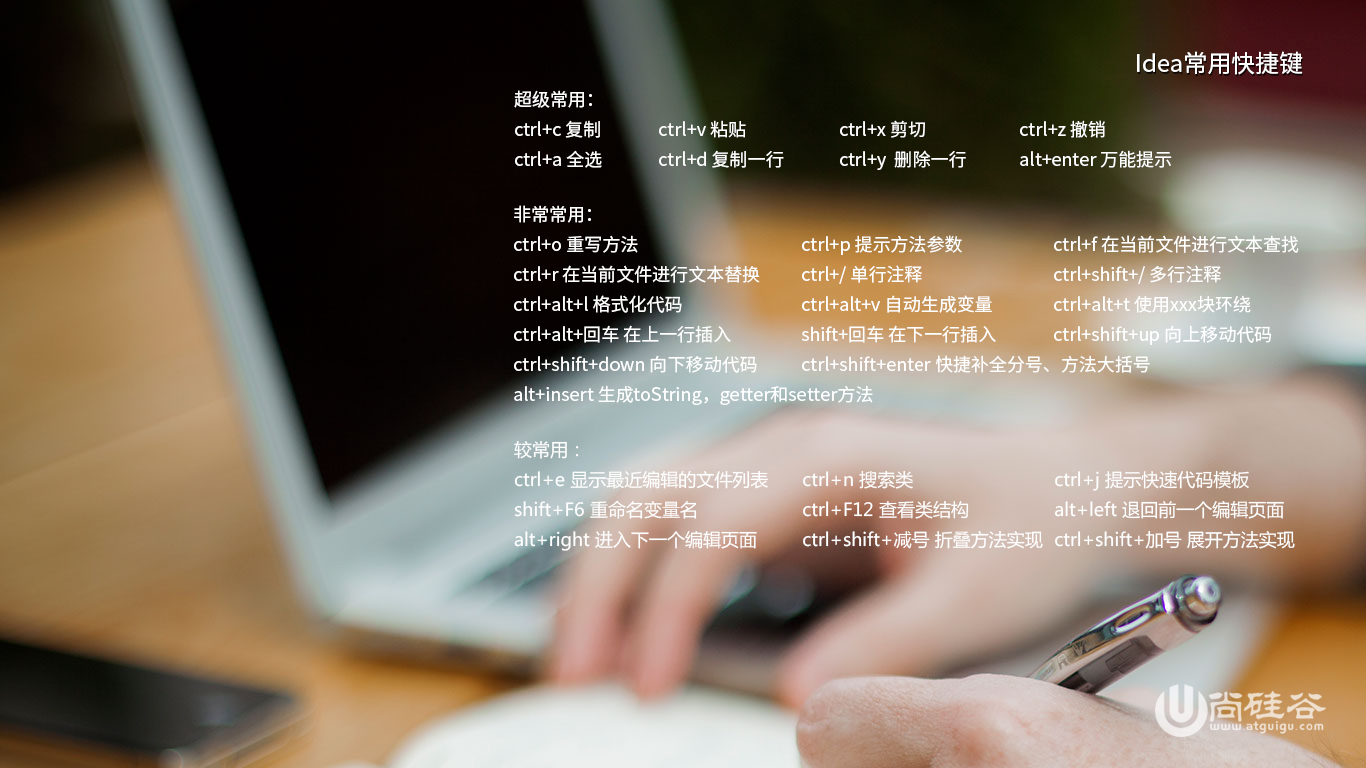 Idea常用快捷键
超级常用：
ctrl+c 复制 ctrl+v 粘贴 ctrl+x 剪切 ctrl+z 撤销
ctrl+a 全选 ctrl+d 复制一行 ctrl+y 删除一行 alt+enter 万能提示
非常常用：
ctrl+o 重写方法 ctrl+p 提示方法参数 ctrl+f 在当前文件进行文本查找
ctrl+r 在当前文件进行文本替换 ctrl+/ 单行注释 ctrl+shift+/ 多行注释
ctrl+alt+l 格式化代码 ctrl+alt+v 自动生成变量 ctrl+alt+t 使用xxx块环绕
ctrl+alt+回车 在上一行插入 shift+回车 在下一行插入 ctrl+shift+up 向上移动代码
ctrl+shift+down 向下移动代码 ctrl+shift+enter 快捷补全分号、方法大括号
alt+insert 生成toString，getter和setter方法
较常用：
ctrl+e 显示最近编辑的文件列表 ctrl+n 搜索类 ctrl+j 提示快速代码模板
shift+F6 重命名变量名 ctrl+F12 查看类结构 alt+left 退回前一个编辑页面
alt+right 进入下一个编辑页面 ctrl+shift+减号 折叠方法实现 ctrl+shift+加号 展开方法实现
尚硅谷
www.atguigu.com